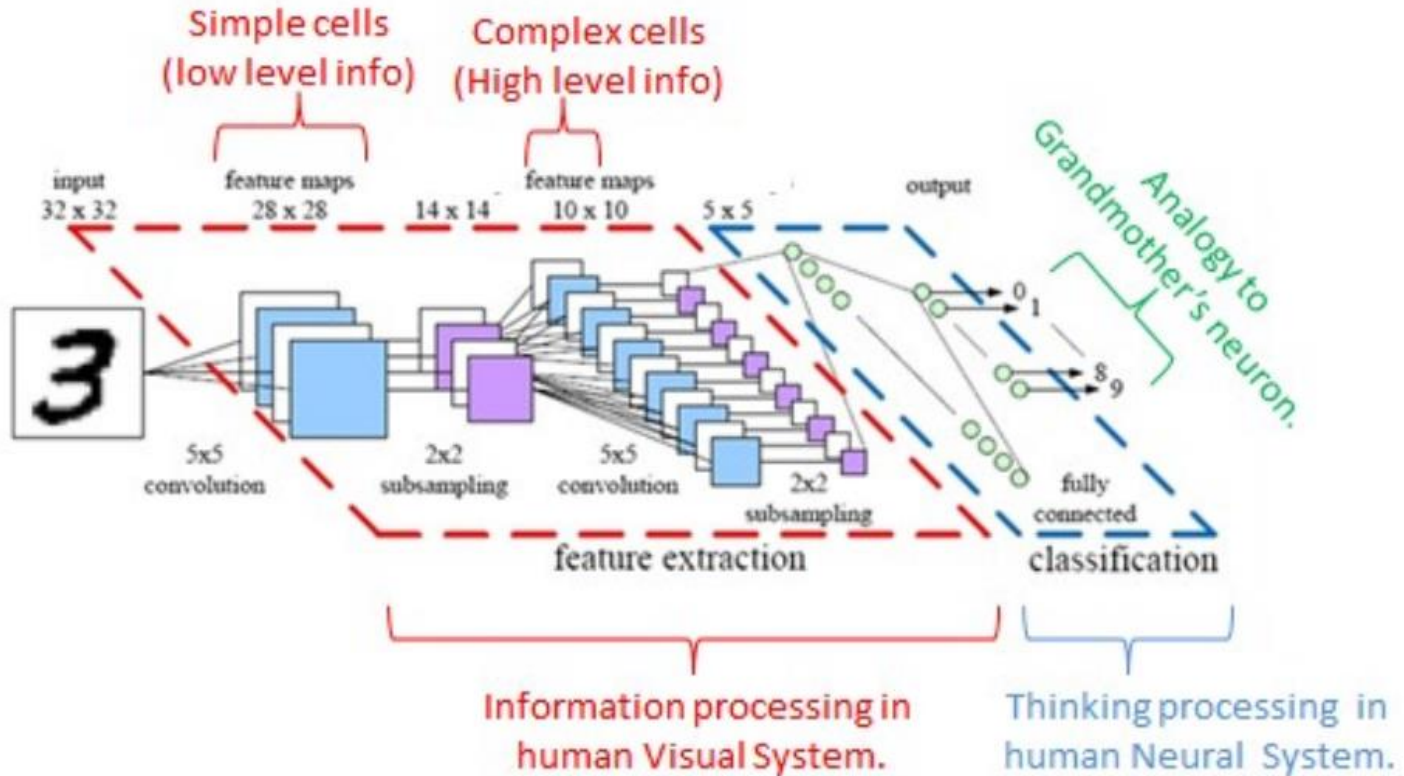 Simple cells
(low level info)
Complex cells
(High level info)
Analogy to
Grandmother's neuron.
input
32 x 32
feature maps
28 x 28
14 x 14
feature maps
10 x 10
5 x 5
output
3
0
1
8
9
5x5
convolution
2x2
subsampling
5x5
convolution
2x2
subsampling
fully
connected
feature extraction
classification
Information processing in
human Visual System.
Thinking processing in
human Neural System.